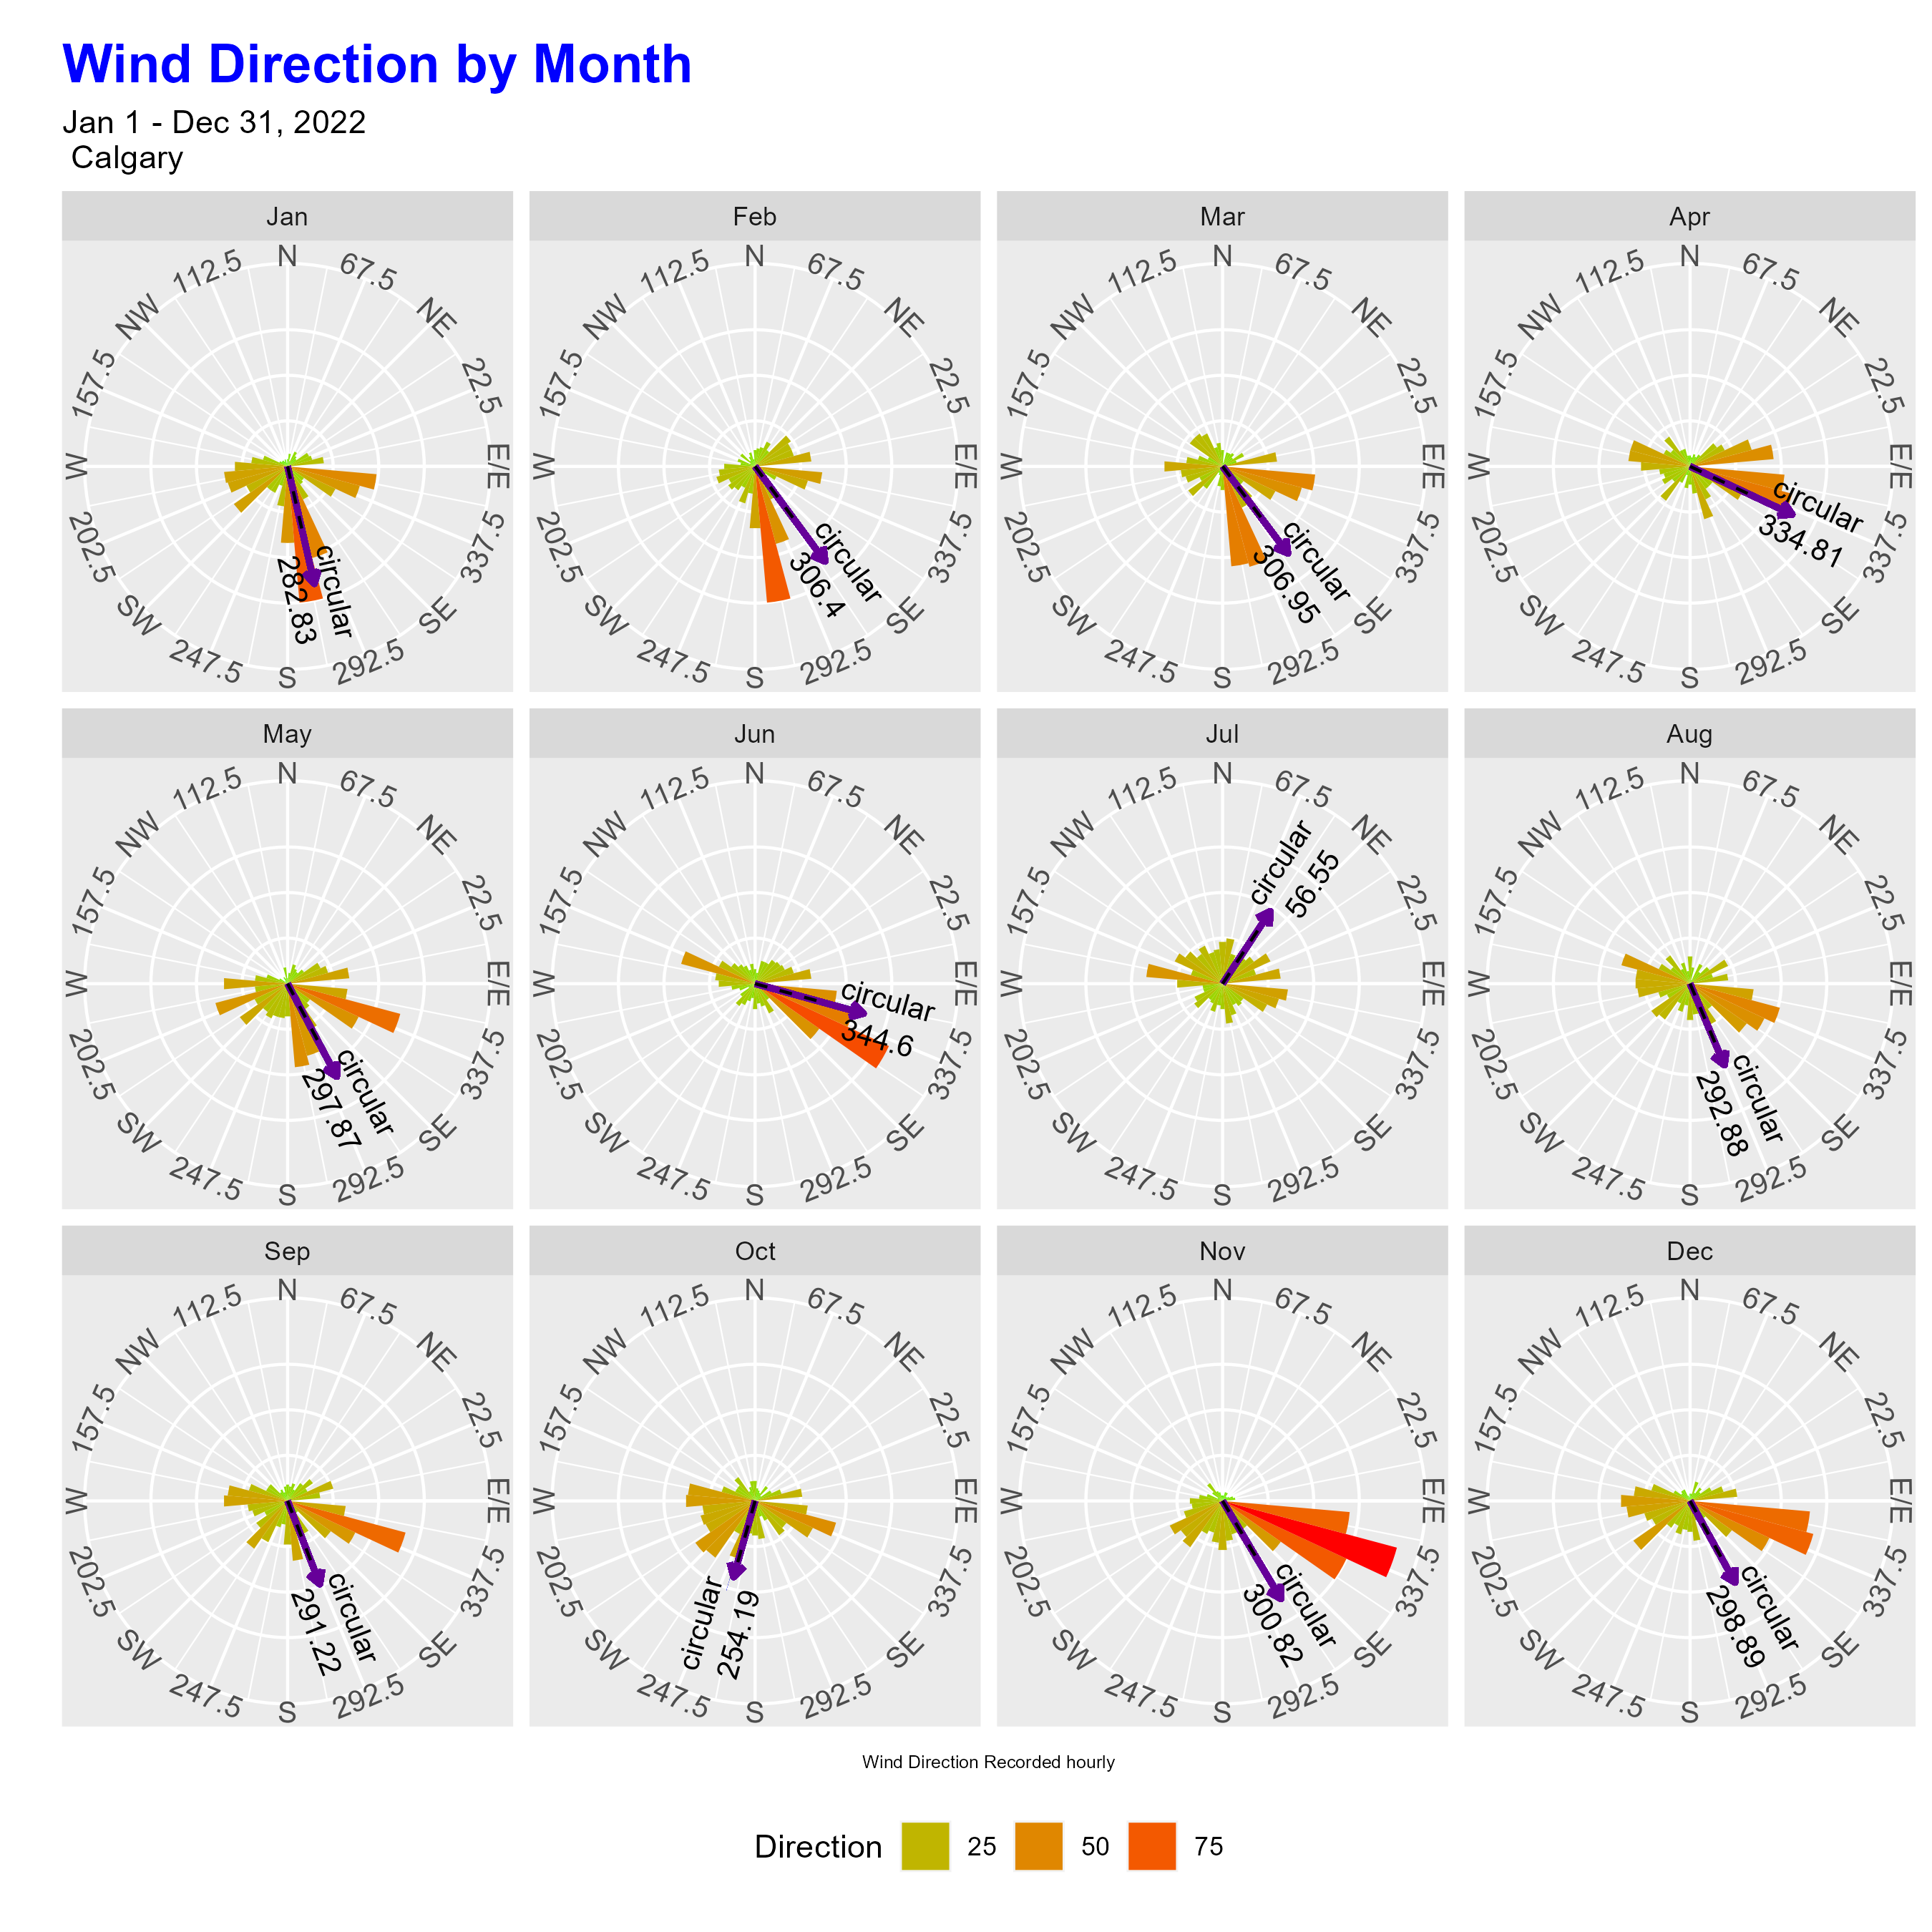 Wind Direction by Month
Jan 1 - Dec 31, 2022
Calgary
Jan
Feb
Mar
Apr
N
67.5
NE
22.5
E/E
337.5
SE
292.5
S
247.5
SW
202.5
W
157.5
NW
112.5
circular
282.83
N
67.5
NE
22.5
E/E
337.5
SE
292.5
S
247.5
SW
202.5
W
157.5
NW
112.5
circular
306.4
N
67.5
NE
22.5
E/E
337.5
SE
292.5
S
247.5
SW
202.5
W
157.5
NW
112.5
circular
306.95
N
67.5
NE
22.5
E/E
337.5
SE
292.5
S
247.5
SW
202.5
W
157.5
NW
112.5
circular
334.81
May
Jun
Jul
Aug
N
67.5
NE
22.5
E/E
337.5
SE
292.5
S
247.5
SW
202.5
W
157.5
NW
112.5
circular
297.87
N
67.5
NE
22.5
E/E
337.5
SE
292.5
S
247.5
SW
202.5
W
157.5
NW
112.5
circular
344.6
N
67.5
NE
22.5
E/E
337.5
SE
292.5
S
247.5
SW
202.5
W
157.5
NW
112.5
circular
56.55
N
67.5
NE
22.5
E/E
337.5
SE
292.5
S
247.5
SW
202.5
W
157.5
NW
112.5
circular
292.88
Sep
Oct
Nov
Dec
N
67.5
NE
22.5
E/E
337.5
SE
292.5
S
247.5
SW
202.5
W
157.5
NW
112.5
circular
291.22
N
67.5
NE
22.5
E/E
337.5
SE
292.5
S
247.5
SW
202.5
W
157.5
NW
112.5
circular
254.19
N
67.5
NE
22.5
E/E
337.5
SE
292.5
S
247.5
SW
202.5
W
157.5
NW
112.5
circular
300.82
N
67.5
NE
22.5
E/E
337.5
SE
292.5
S
247.5
SW
202.5
W
157.5
NW
112.5
circular
298.89
Wind Direction Recorded hourly
Direction 25 50 75